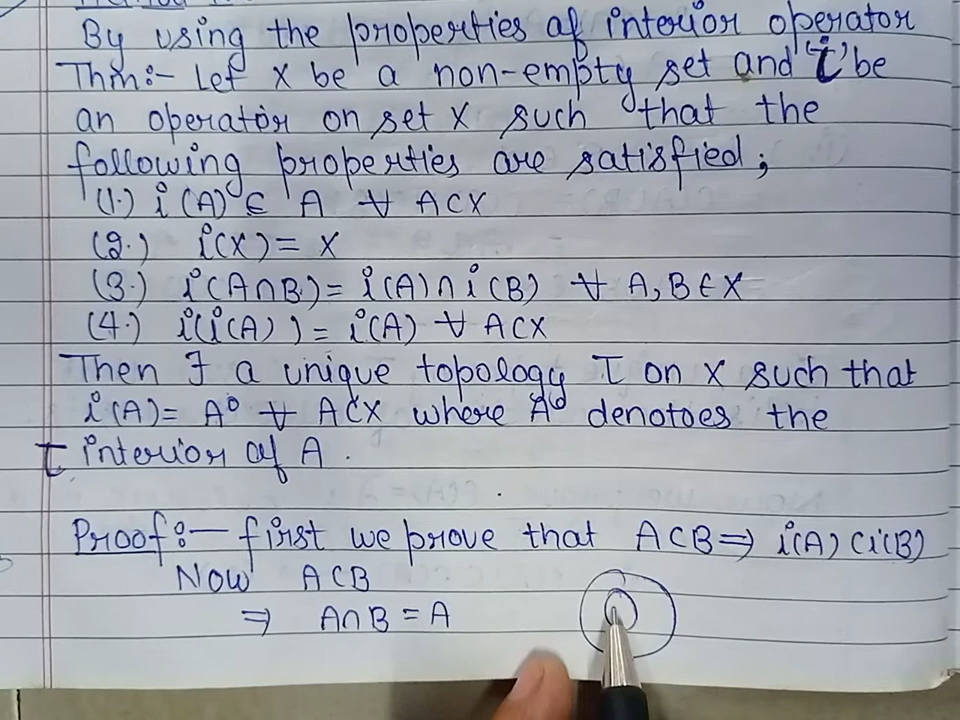 By using the properties of interior operator
Thm:- Let X be a non-empty set and 'i' be
an operator on set X such that the
following properties are satisfied;
(1.) i(A) ⊆ A ∀ A⊂X
(2.) i(X) = X
(3.) i(A∩B) = i(A)∩i(B) ∀ A,B∈X
(4.) i(i(A)) = i(A) ∀ A⊂X
Then ∃ a unique topology τ on X such that
i(A) = A° ∀ A⊂X where A° denotoes the
τ interior of A.
Proof:— first we prove that A⊂B ⇒ i(A)⊂i(B)
Now A⊂B
⇒ A∩B = A